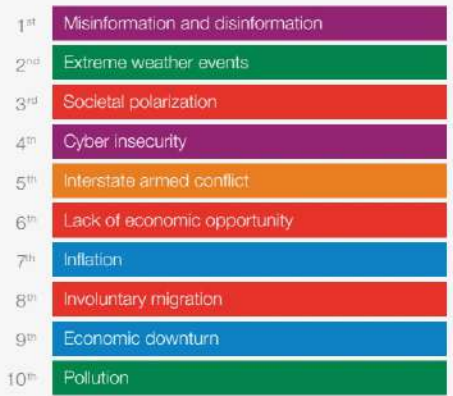 1st Misinformation and disinformation
2nd Extreme weather events
3rd Societal polarization
4th Cyber insecurity
5th Interstate armed conflict
6th Lack of economic opportunity
7th Inflation
8th Involuntary migration
9th Economic downturn
10th Pollution